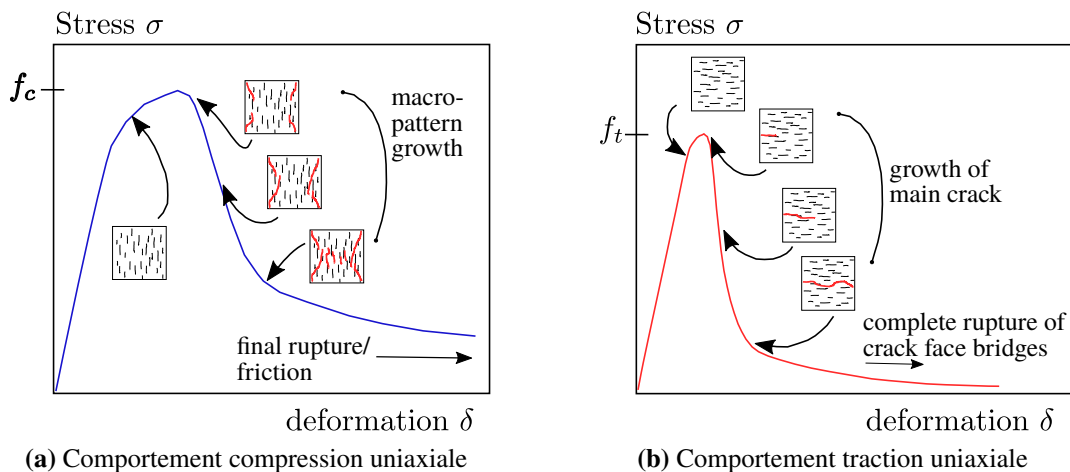 Stress σ
f_c
macro-
pattern
growth
final rupture/
friction
deformation δ
(a) Comportement compression uniaxiale
Stress σ
f_t
growth of
main crack
complete rupture of
crack face bridges
deformation δ
(b) Comportement traction uniaxiale